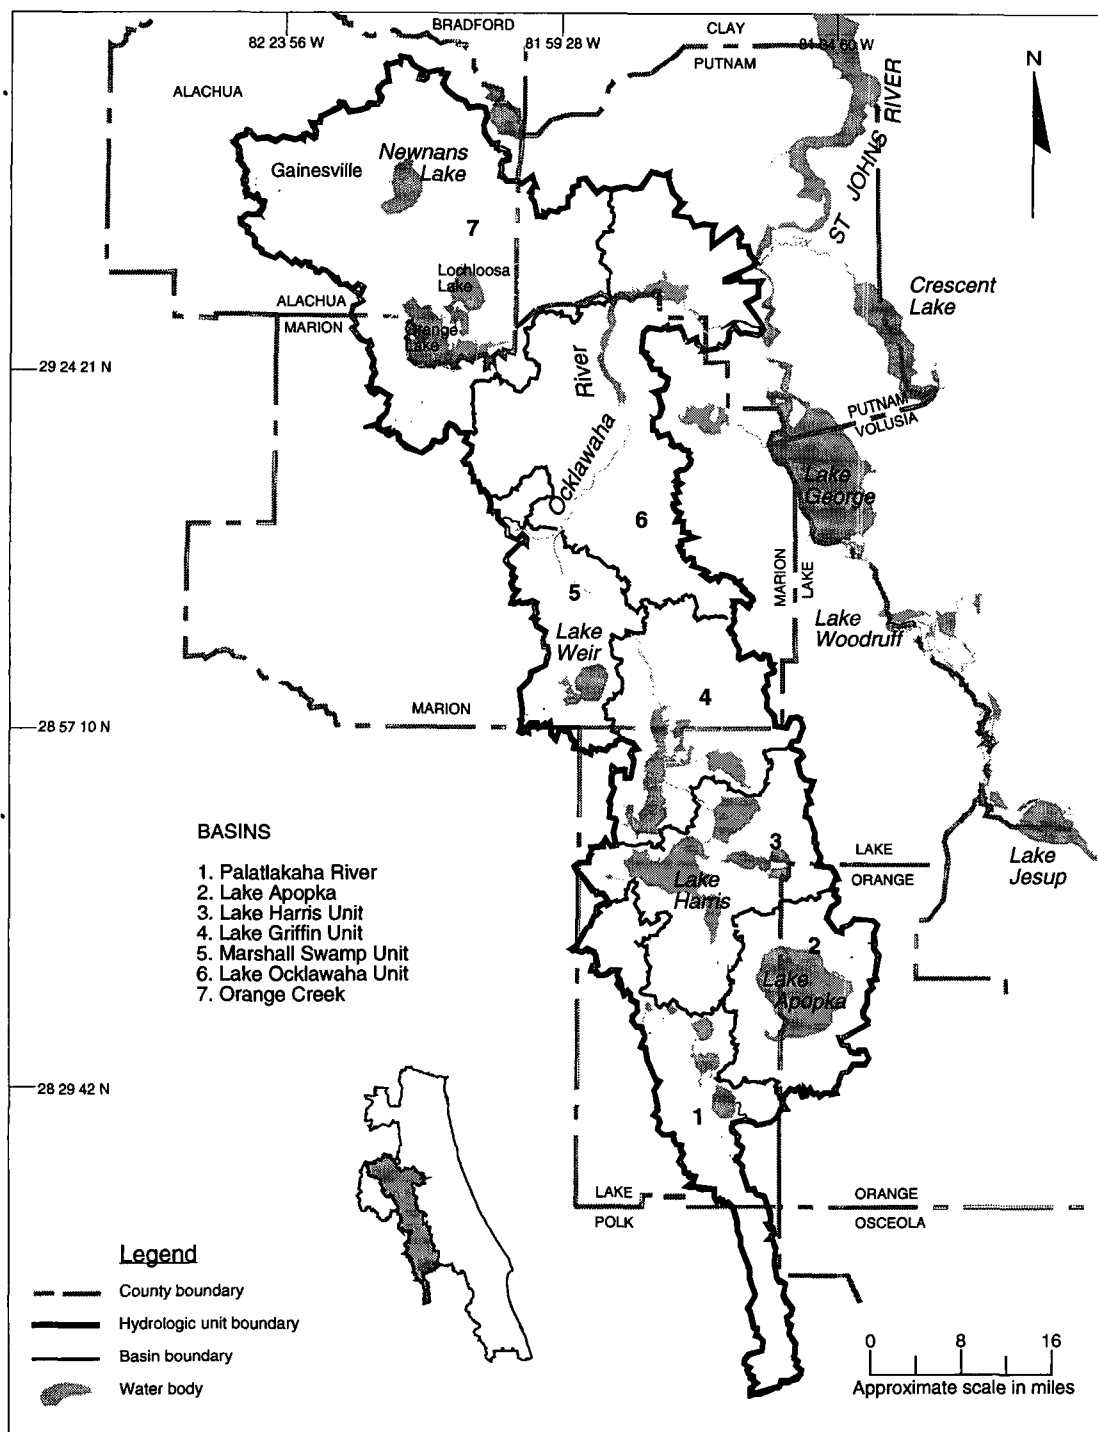 BRADFORD
CLAY
82 23 56 W
81 59 28 W
PUTNAM
N
ALACHUA
ST JOHNS RIVER
Gainesville
Newnans
Lake
7
Lochloosa
Lake
Crescent
Lake
ALACHUA
MARION
Orange
Lake
29 24 21 N
River
Ocklawaha
PUTNAM
VOLUSIA
Lake
George
6
MARION
LAKE
5
Lake
Weir
Lake
Woodruff
4
MARION
28 57 10 N
BASINS
1. Palatlakaha River
2. Lake Apopka
3. Lake Harris Unit
4. Lake Griffin Unit
5. Marshall Swamp Unit
6. Lake Ocklawaha Unit
7. Orange Creek
3
LAKE
ORANGE
Lake
Jesup
Lake
Harris
2
Lake
Apopka
28 29 42 N
1
LAKE
POLK
ORANGE
OSCEOLA
Legend
County boundary
Hydrologic unit boundary
Basin boundary
Water body
0 8 16
Approximate scale in miles